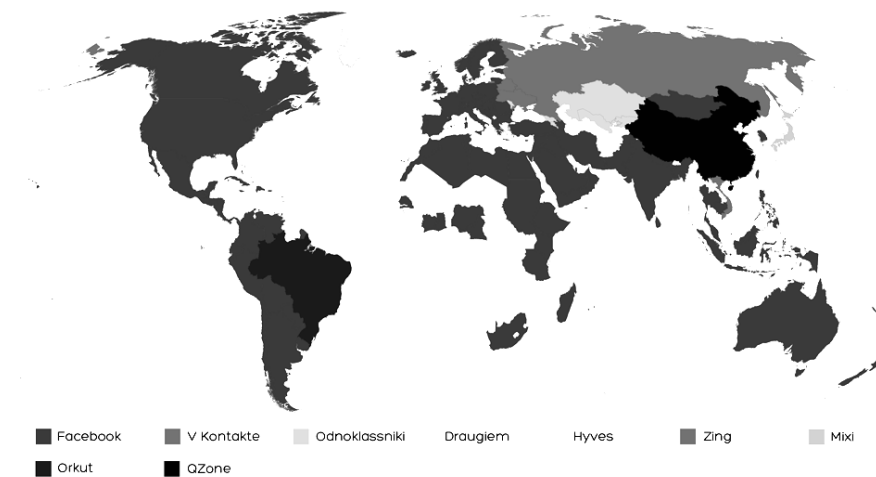 Facebook V Kontakte Odnoklassniki Draugiem Hyves Zing Mixi
Orkut QZone